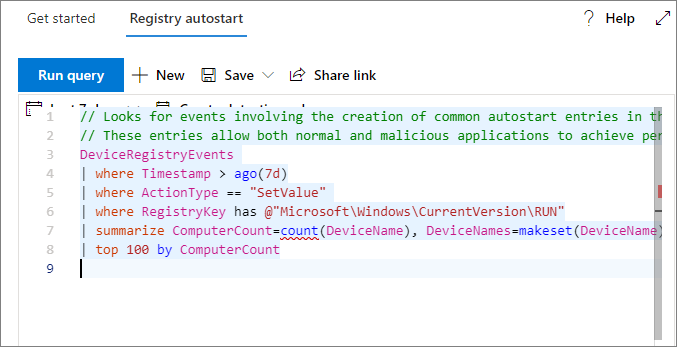 Get started Registry autostart Help
Run query New Save Share link
1 // Looks for events involving the creation of common autostart entries in th
2 // These entries allow both normal and malicious applications to achieve per
3 DeviceRegistryEvents
4 | where Timestamp > ago(7d)
5 | where ActionType == "SetValue"
6 | where RegistryKey has @"Microsoft\Windows\CurrentVersion\RUN"
7 | summarize ComputerCount=count(DeviceName), DeviceNames=makeset(DeviceName)
8 | top 100 by ComputerCount
9